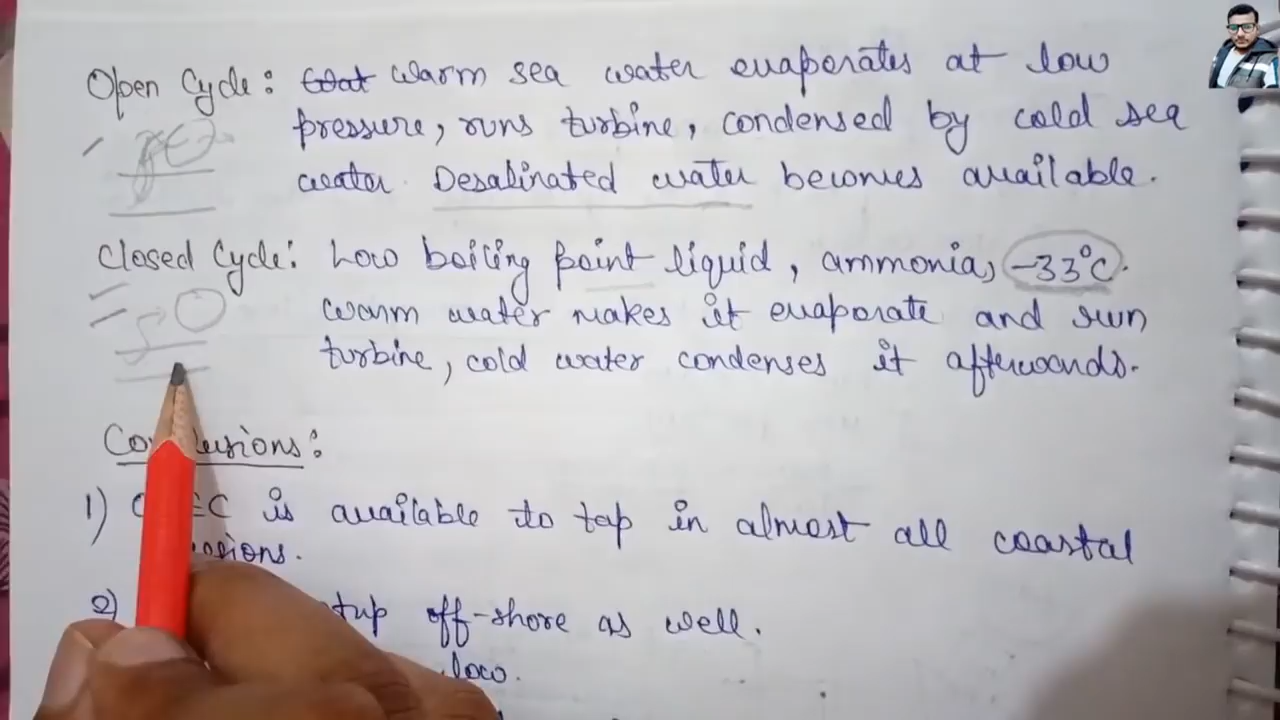 Open Cycle: warm sea water evaporates at low
pressure, runs turbine, condensed by cold sea
water. Desalinated water becomes available.
Closed Cycle: Low boiling point liquid, ammonia, -33°C.
warm water makes it evaporate and run
turbine, cold water condenses it afterwards.
Conclusions:
1) is available to tap in almost all coastal
2) off-shore as well.
low.